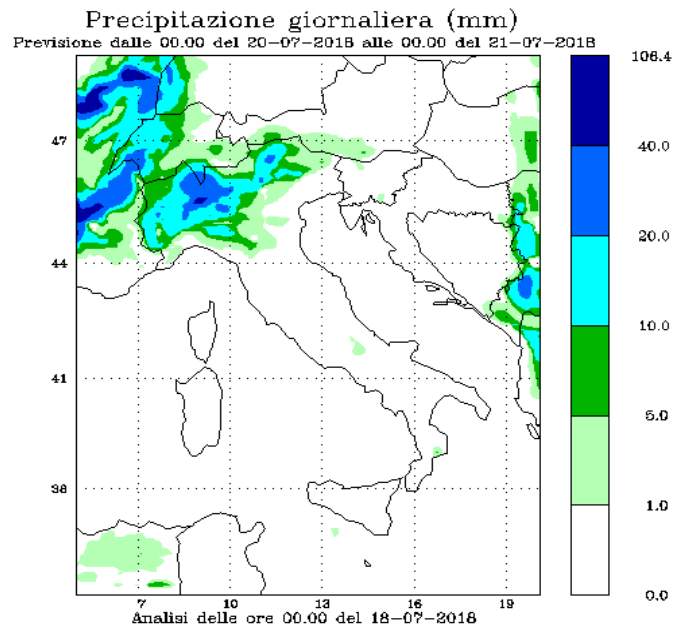 Precipitazione giornaliera (mm)
Previsione dalle 00.00 del 20-07-2018 alle 00.00 del 21-07-2018
106.4
47
40.0
20.0
44
10.0
41
5.0
38
1.0
0.0
7 10 13 16 19
Analisi delle ore 00.00 del 18-07-2018